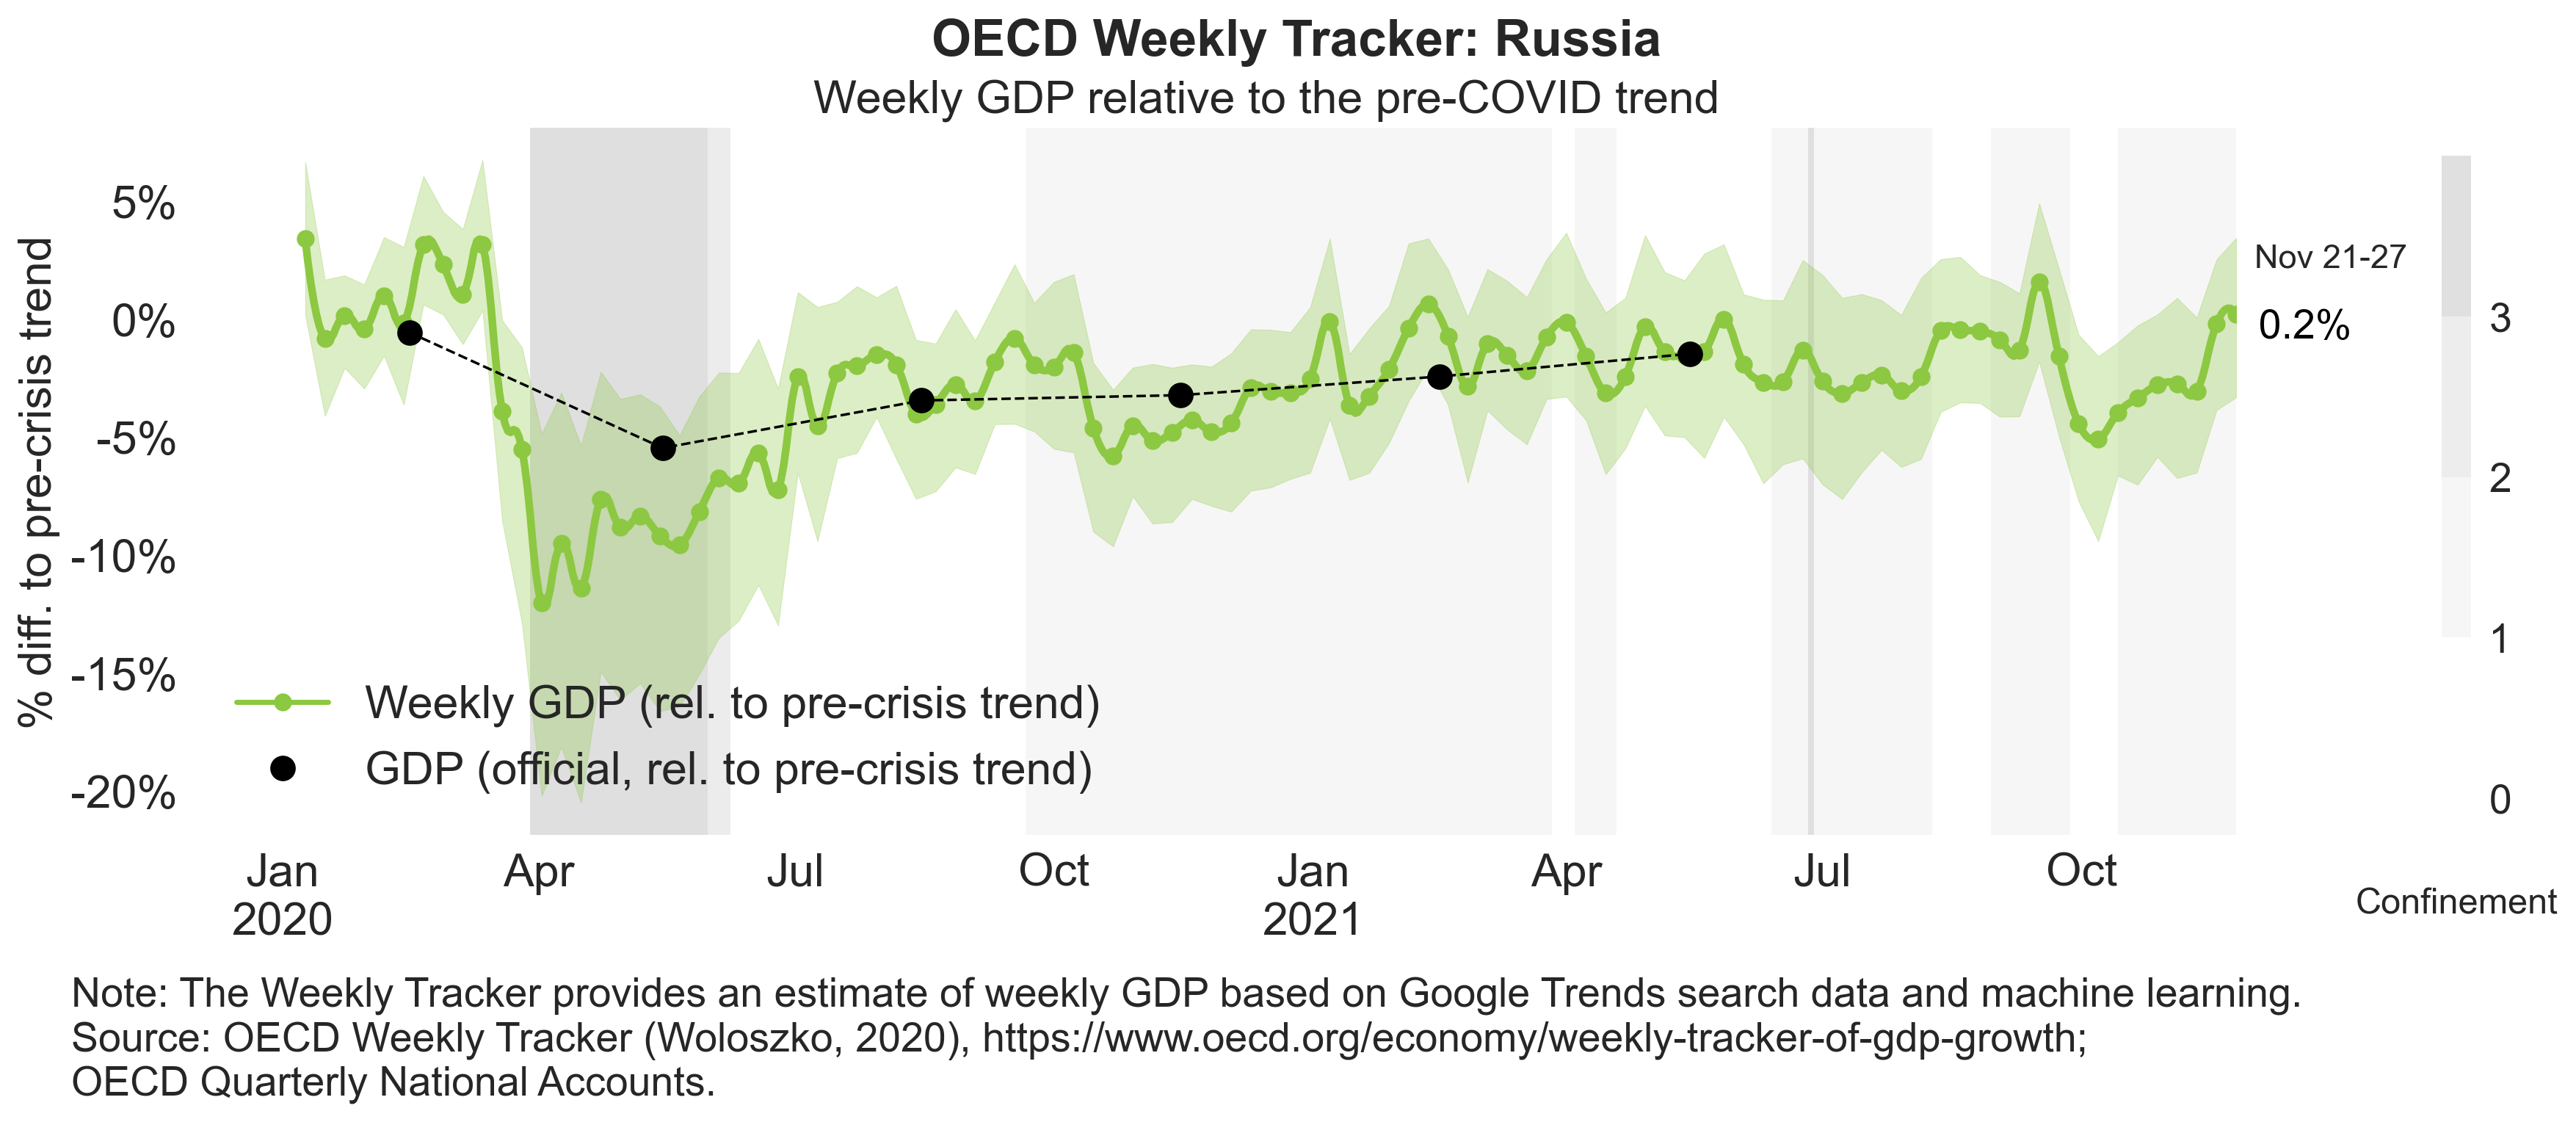 OECD Weekly Tracker: Russia
Weekly GDP relative to the pre-COVID trend
% diff. to pre-crisis trend
5%
0%
-5%
-10%
-15%
-20%
Weekly GDP (rel. to pre-crisis trend)
GDP (official, rel. to pre-crisis trend)
Nov 21-27
0.2%
3
2
1
0
Confinement
Jan Apr Jul Oct Jan Apr Jul Oct
2020 2021
Note: The Weekly Tracker provides an estimate of weekly GDP based on Google Trends search data and machine learning.
Source: OECD Weekly Tracker (Woloszko, 2020), https://www.oecd.org/economy/weekly-tracker-of-gdp-growth;
OECD Quarterly National Accounts.